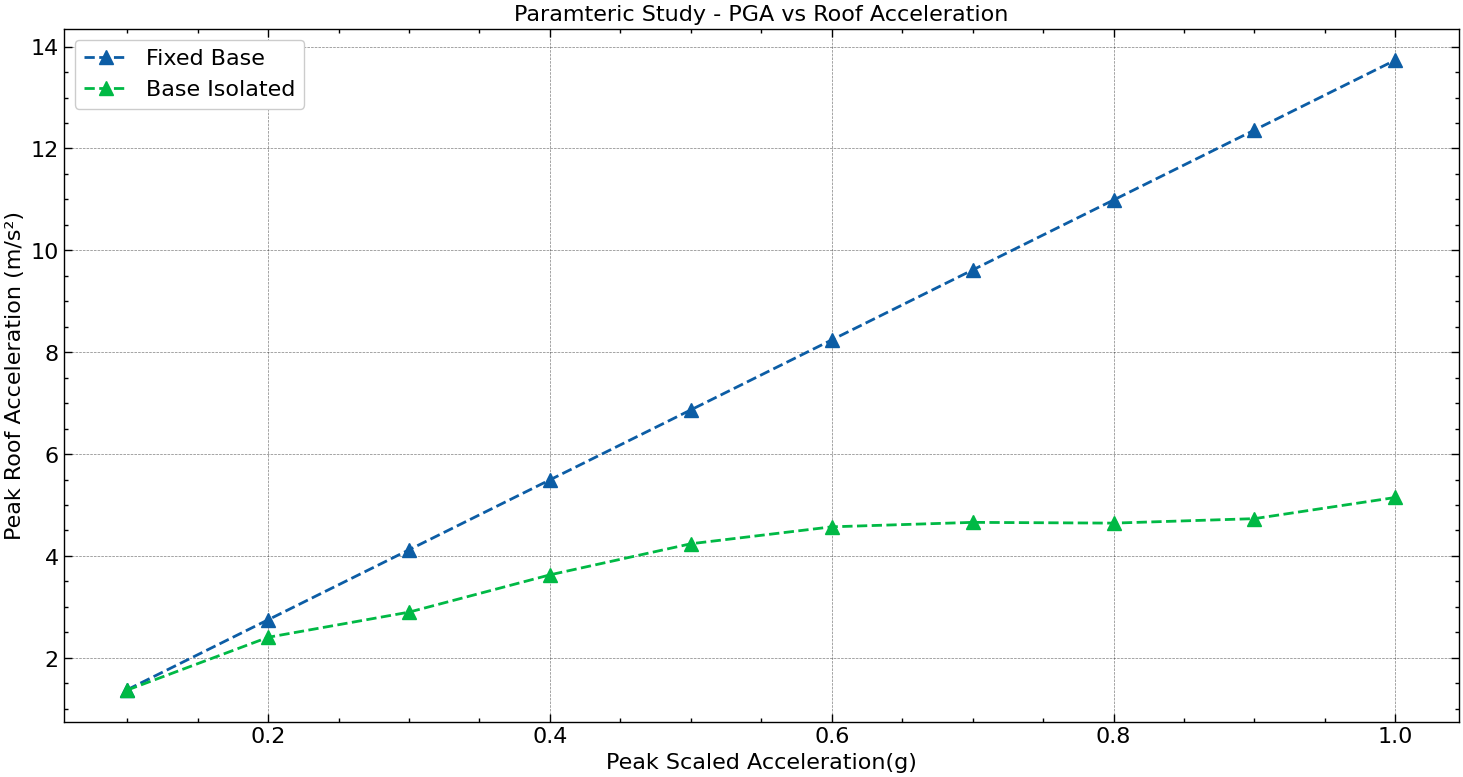 Paramteric Study - PGA vs Roof Acceleration
Fixed Base
Base Isolated
14
12
10
8
6
4
2
Peak Roof Acceleration (m/s²)
0.2 0.4 0.6 0.8 1.0
Peak Scaled Acceleration(g)